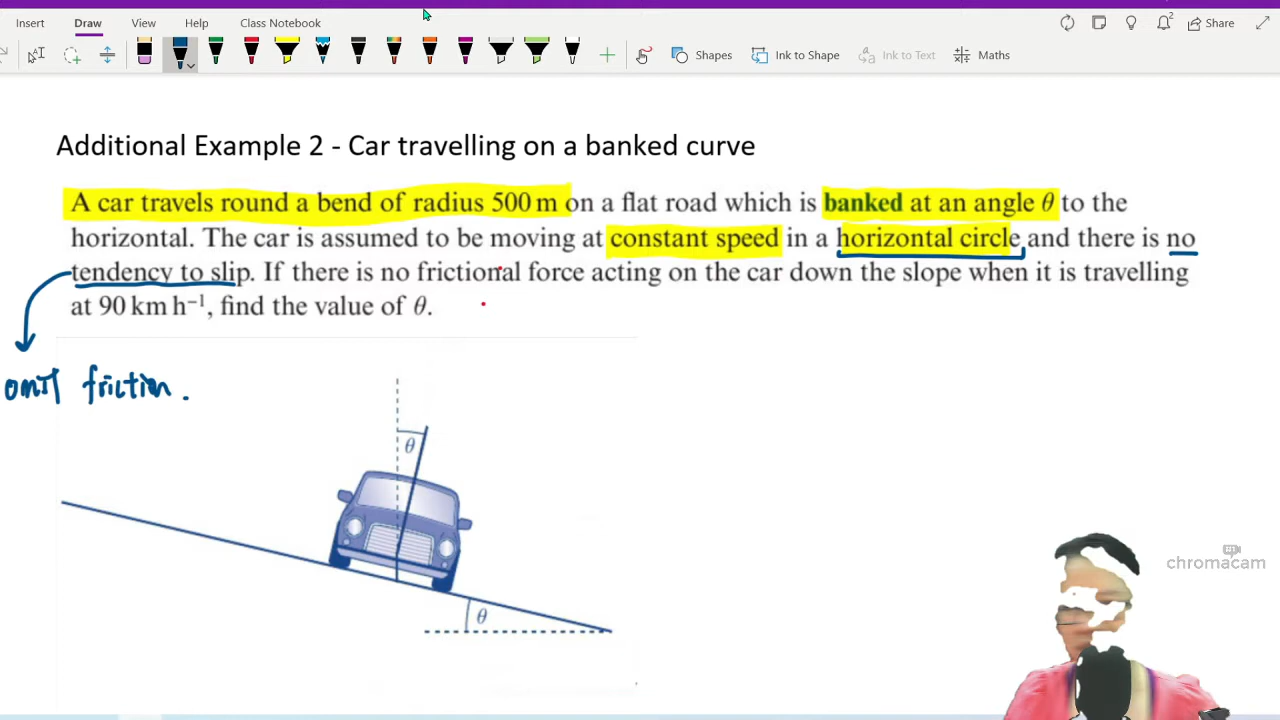 Insert Draw View Help Class Notebook 2 Share
Shapes Ink to Shape Ink to Text Maths
Additional Example 2 - Car travelling on a banked curve
A car travels round a bend of radius 500 m on a flat road which is banked at an angle θ to the
horizontal. The car is assumed to be moving at constant speed in a horizontal circle and there is no
tendency to slip. If there is no frictional force acting on the car down the slope when it is travelling
at 90 km h⁻¹, find the value of θ.
omit friction.
θ
θ
chromacam